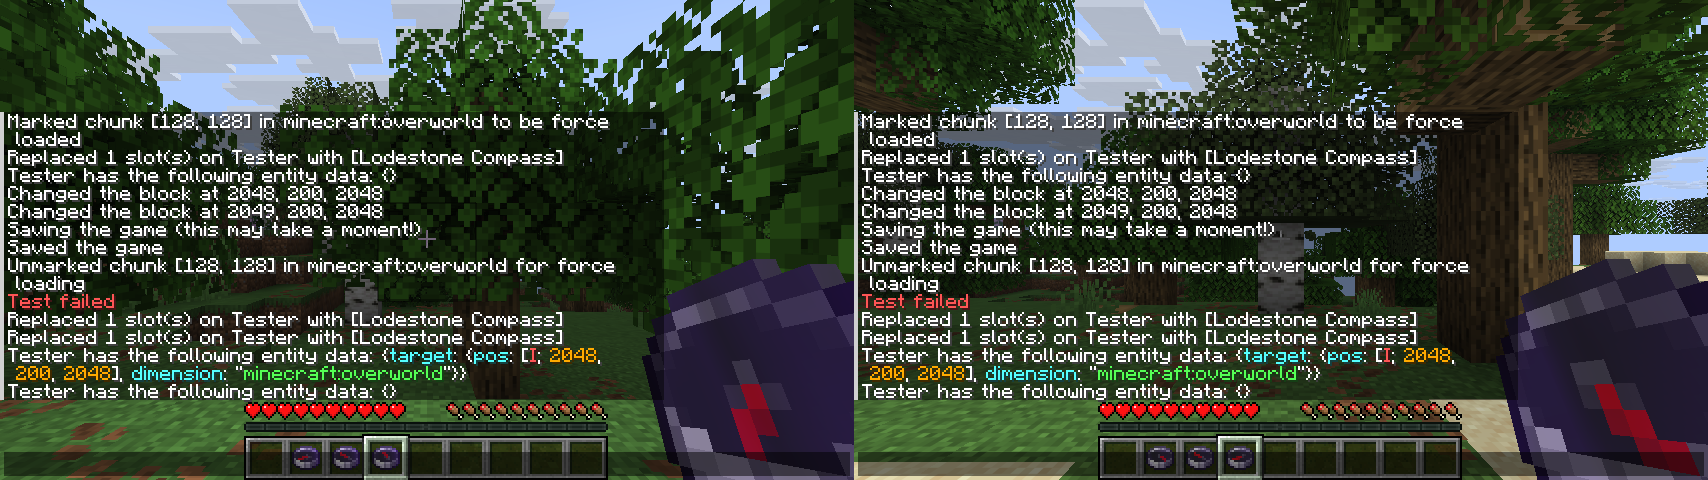 Marked chunk [128, 128] in minecraft:overworld to be force
loaded
Replaced 1 slot(s) on Tester with [Lodestone Compass]
Tester has the following entity data: {}
Changed the block at 2048, 200, 2048
Changed the block at 2049, 200, 2048
Saving the game (this may take a moment!)
Saved the game
Unmarked chunk [128, 128] in minecraft:overworld for force
loading
Test failed
Replaced 1 slot(s) on Tester with [Lodestone Compass]
Replaced 1 slot(s) on Tester with [Lodestone Compass]
Tester has the following entity data: {target: {pos: [I; 2048,
200, 2048], dimension: "minecraft:overworld"}}
Tester has the following entity data: {}
Marked chunk [128, 128] in minecraft:overworld to be force
loaded
Replaced 1 slot(s) on Tester with [Lodestone Compass]
Tester has the following entity data: {}
Changed the block at 2048, 200, 2048
Changed the block at 2049, 200, 2048
Saving the game (this may take a moment!)
Saved the game
Unmarked chunk [128, 128] in minecraft:overworld for force
loading
Test failed
Replaced 1 slot(s) on Tester with [Lodestone Compass]
Replaced 1 slot(s) on Tester with [Lodestone Compass]
Tester has the following entity data: {target: {pos: [I; 2048,
200, 2048], dimension: "minecraft:overworld"}}
Tester has the following entity data: {}